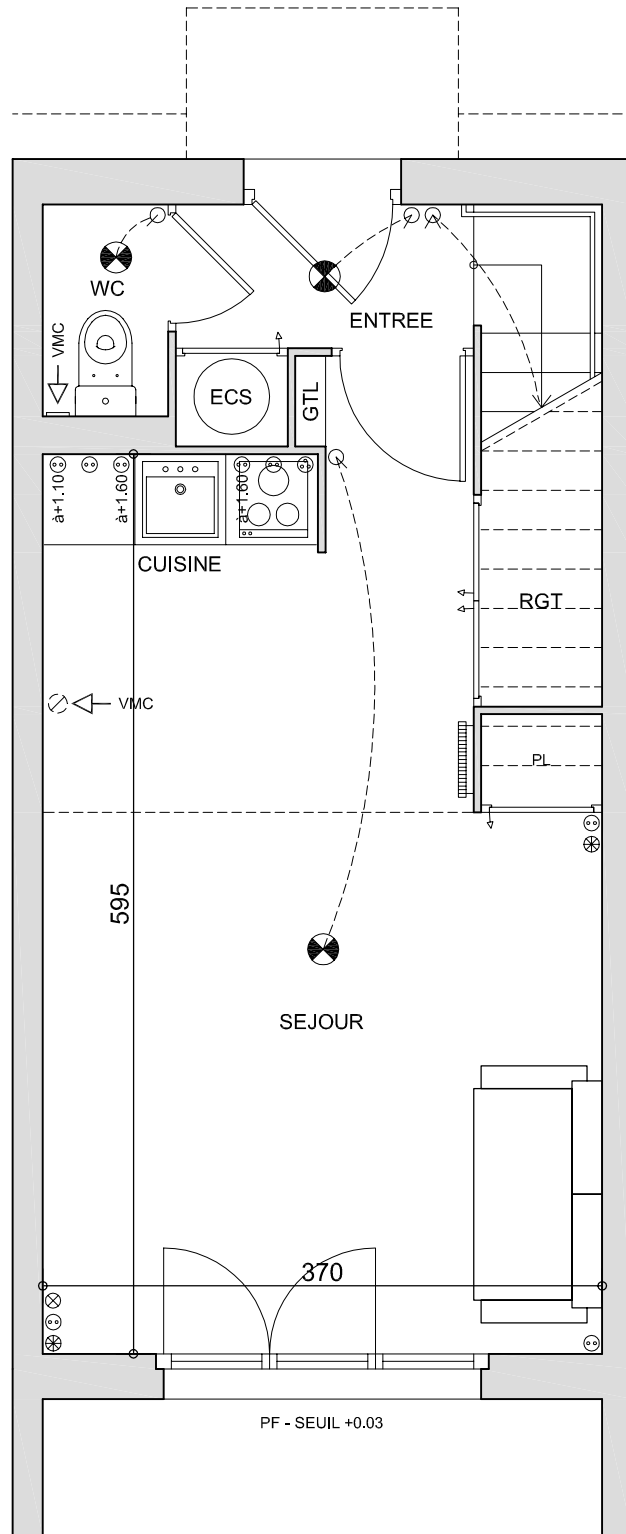 WC
VMC
ENTREE
ECS
GTL
à+1.10
à+1.60
à+1.60
CUISINE
RGT
VMC
PL
595
SEJOUR
370
PF - SEUIL +0.03